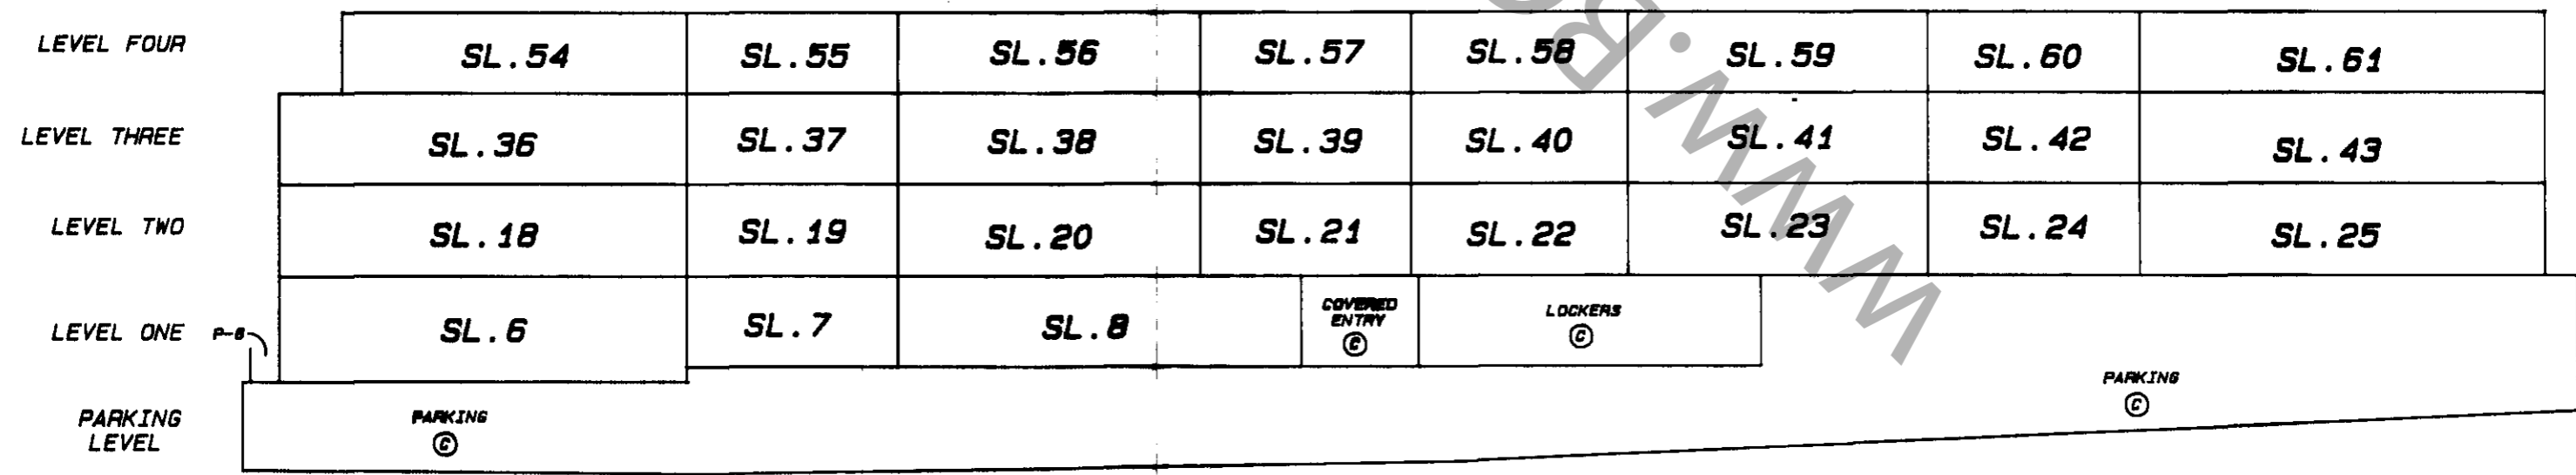 LEVEL FOUR SL.54 SL.55 SL.56 SL.57 SL.58 SL.59 SL.60 SL.61
LEVEL THREE SL.36 SL.37 SL.38 SL.39 SL.40 SL.41 SL.42 SL.43
LEVEL TWO SL.18 SL.19 SL.20 SL.21 SL.22 SL.23 SL.24 SL.25
LEVEL ONE P-6 SL.6 SL.7 SL.8
COVERED
ENTRY
C
LOCKERS
C
PARKING
LEVEL
PARKING
C
PARKING
C
WWW.